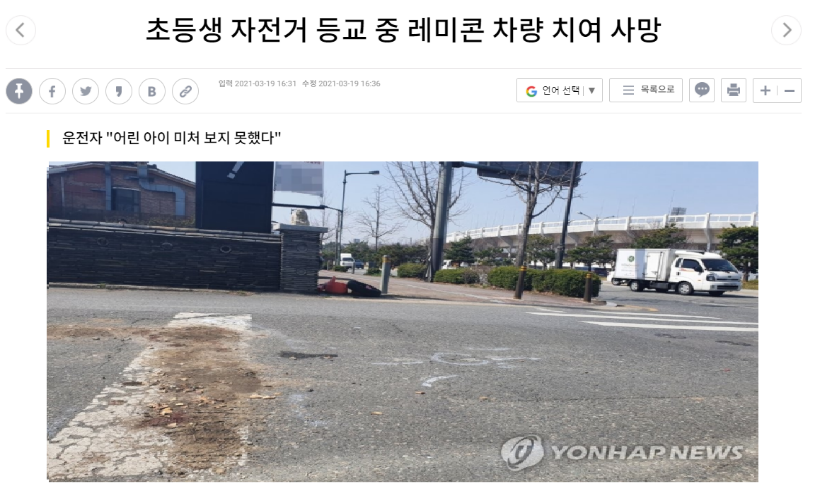 초등생 자전거 등교 중 레미콘 차량 치여 사망
입력 2021-03-19 16:31 수정 2021-03-19 16:36
G 언어 선택 ▼
목록으로
운전자 "어린 아이 미처 보지 못했다"
YONHAP NEWS